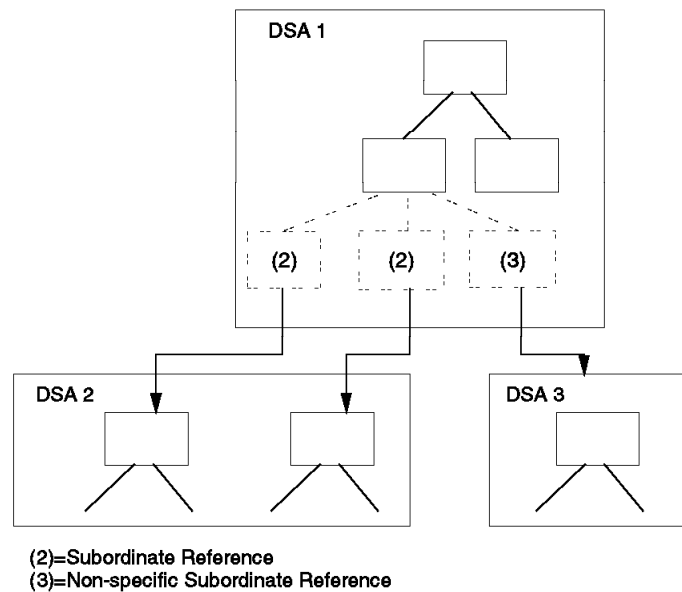 DSA 1
(2)
(2)
(3)
DSA 2
DSA 3
(2)=Subordinate Reference
(3)=Non-specific Subordinate Reference